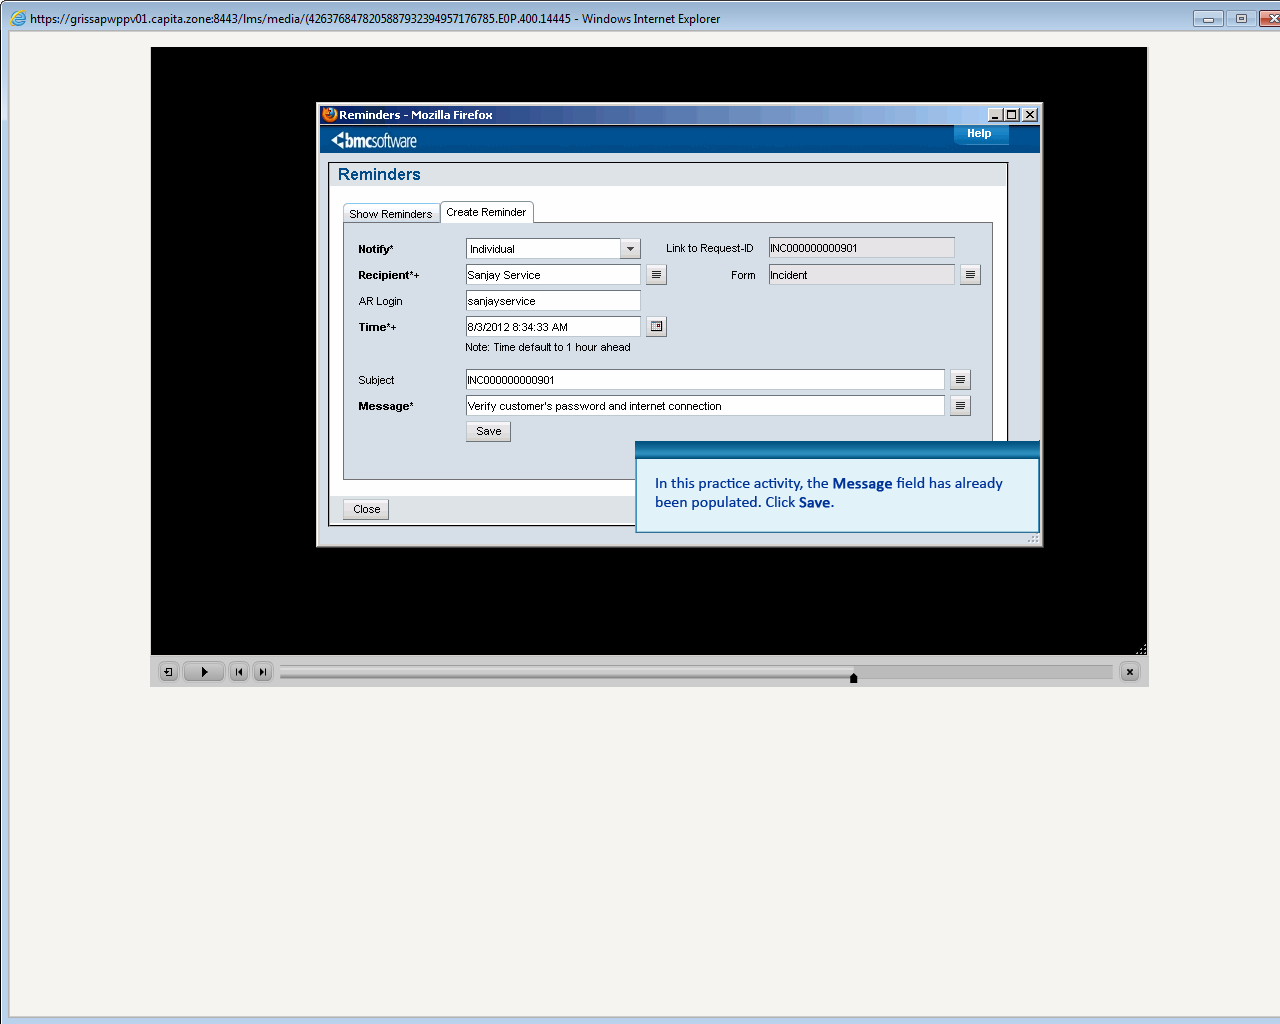 https://grissapwppv01.capita.zone:8443/lms/media/(4263768478205887932394957176785.E0P.400.14445 - Windows Internet Explorer
Reminders - Mozilla Firefox
bmcsoftware
Help
Reminders
Show Reminders
Create Reminder
Notify*
Individual
Link to Request-ID
INC000000000901
Recipient*+
Sanjay Service
Form
Incident
AR Login
sanjayservice
Time*+
8/3/2012 8:34:33 AM
Note: Time default to 1 hour ahead
Subject
INC000000000901
Message*
Verify customer's password and internet connection
Save
In this practice activity, the Message field has already
been populated. Click Save.
Close